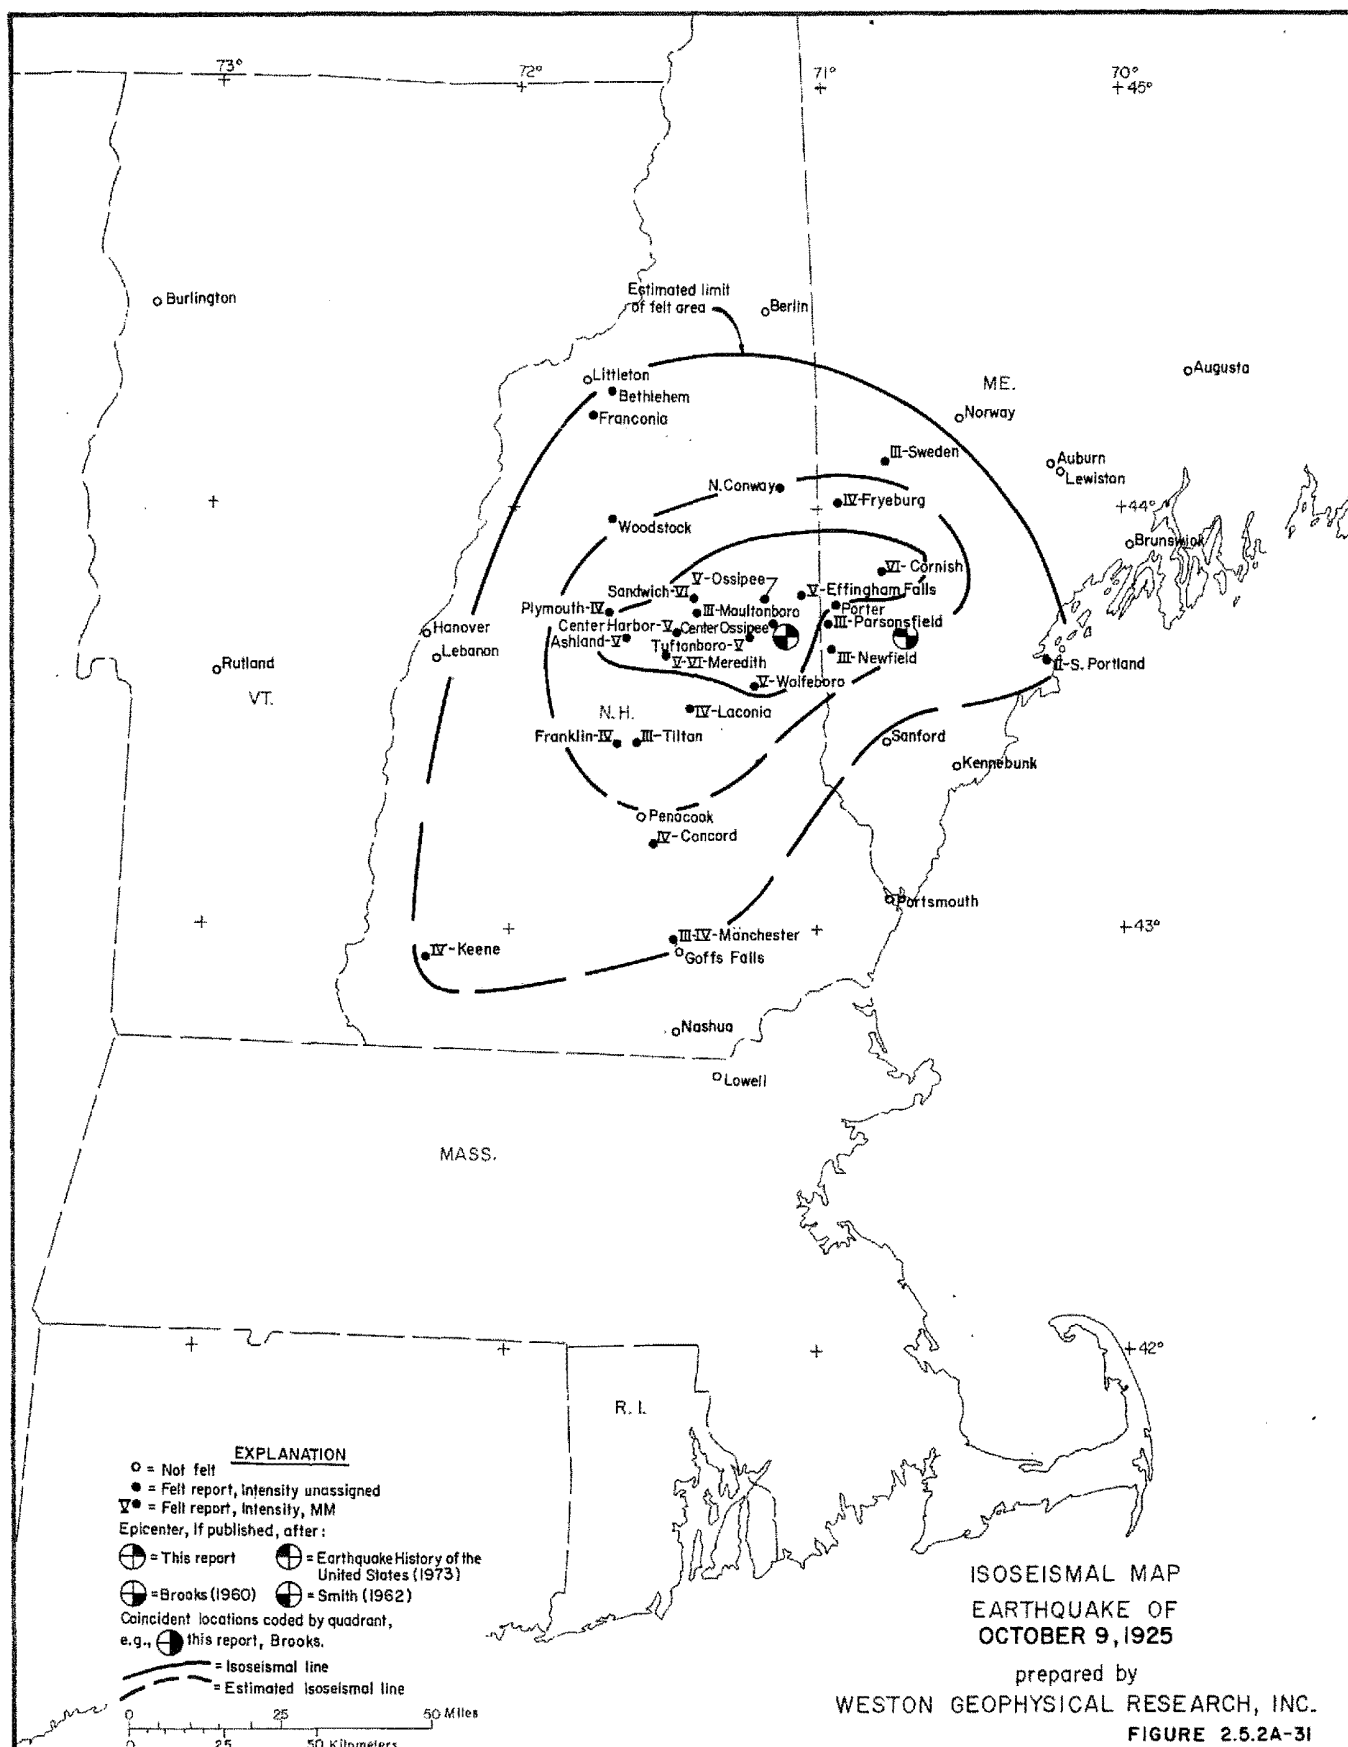 73°
72°
71°
70°
+45°
Burlington
Estimated limit
of felt area
Berlin
Littleton
Bethlehem
Franconia
ME.
Augusta
Norway
III-Sweden
Auburn
Lewiston
N.Conway
IV-Fryeburg
+44°
Woodstock
Brunswick
VI-Cornish
V-Ossipee
Sandwich-VI
V-Effingham Falls
Plymouth-IV
III-Moultonboro
Porter
Center Harbor-V
Center Ossipee
III-Parsonsfield
Hanover
Ashland-V
Tuftonboro-V
Lebanon
V-VI-Meredith
III-Newfield
II-S. Portland
Rutland
VT.
V-Wolfeboro
N.H.
IV-Laconia
Franklin-IV
III-Tilton
Sanford
Kennebunk
Penacook
IV-Concord
Portsmouth
+43°
III-IV-Manchester
IV-Keene
Goffs Falls
Nashua
Lowell
MASS.
+42°
R.I.
EXPLANATION
= Not felt
= Felt report, Intensity unassigned
V = Felt report, Intensity, MM
Epicenter, if published, after:
= This report
= Earthquake History of the
United States (1973)
= Brooks (1960)
= Smith (1962)
Coincident locations coded by quadrant,
e.g., this report, Brooks.
= Isoseismal line
= Estimated Isoseismal line
0 25 50 Miles
0 25 50 Kilometers
ISOSEISMAL MAP
EARTHQUAKE OF
OCTOBER 9, 1925
prepared by
WESTON GEOPHYSICAL RESEARCH, INC.
FIGURE 2.5.2A-31